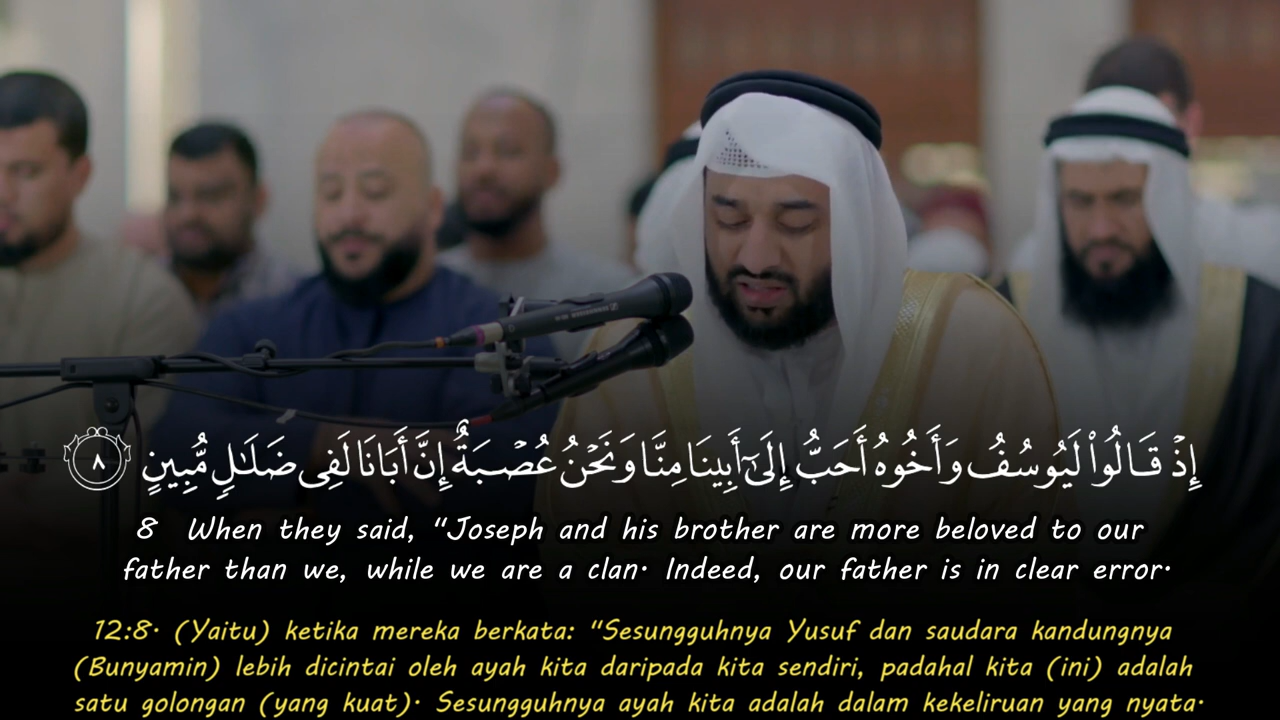 إِذْ قَالُوا۟ لَيُوسُفُ وَأَخُوهُ أَحَبُّ إِلَىٰٓ أَبِينَا مِنَّا وَنَحْنُ عُصْبَةٌ إِنَّ أَبَانَا لَفِى ضَلَـٰلٍ مُّبِينٍ ٨
8 When they said, “Joseph and his brother are more beloved to our
father than we, while we are a clan. Indeed, our father is in clear error.
12:8. (Yaitu) ketika mereka berkata: “Sesungguhnya Yusuf dan saudara kandungnya
(Bunyamin) lebih dicintai oleh ayah kita daripada kita sendiri, padahal kita (ini) adalah
satu golongan (yang kuat). Sesungguhnya ayah kita adalah dalam kekeliruan yang nyata.